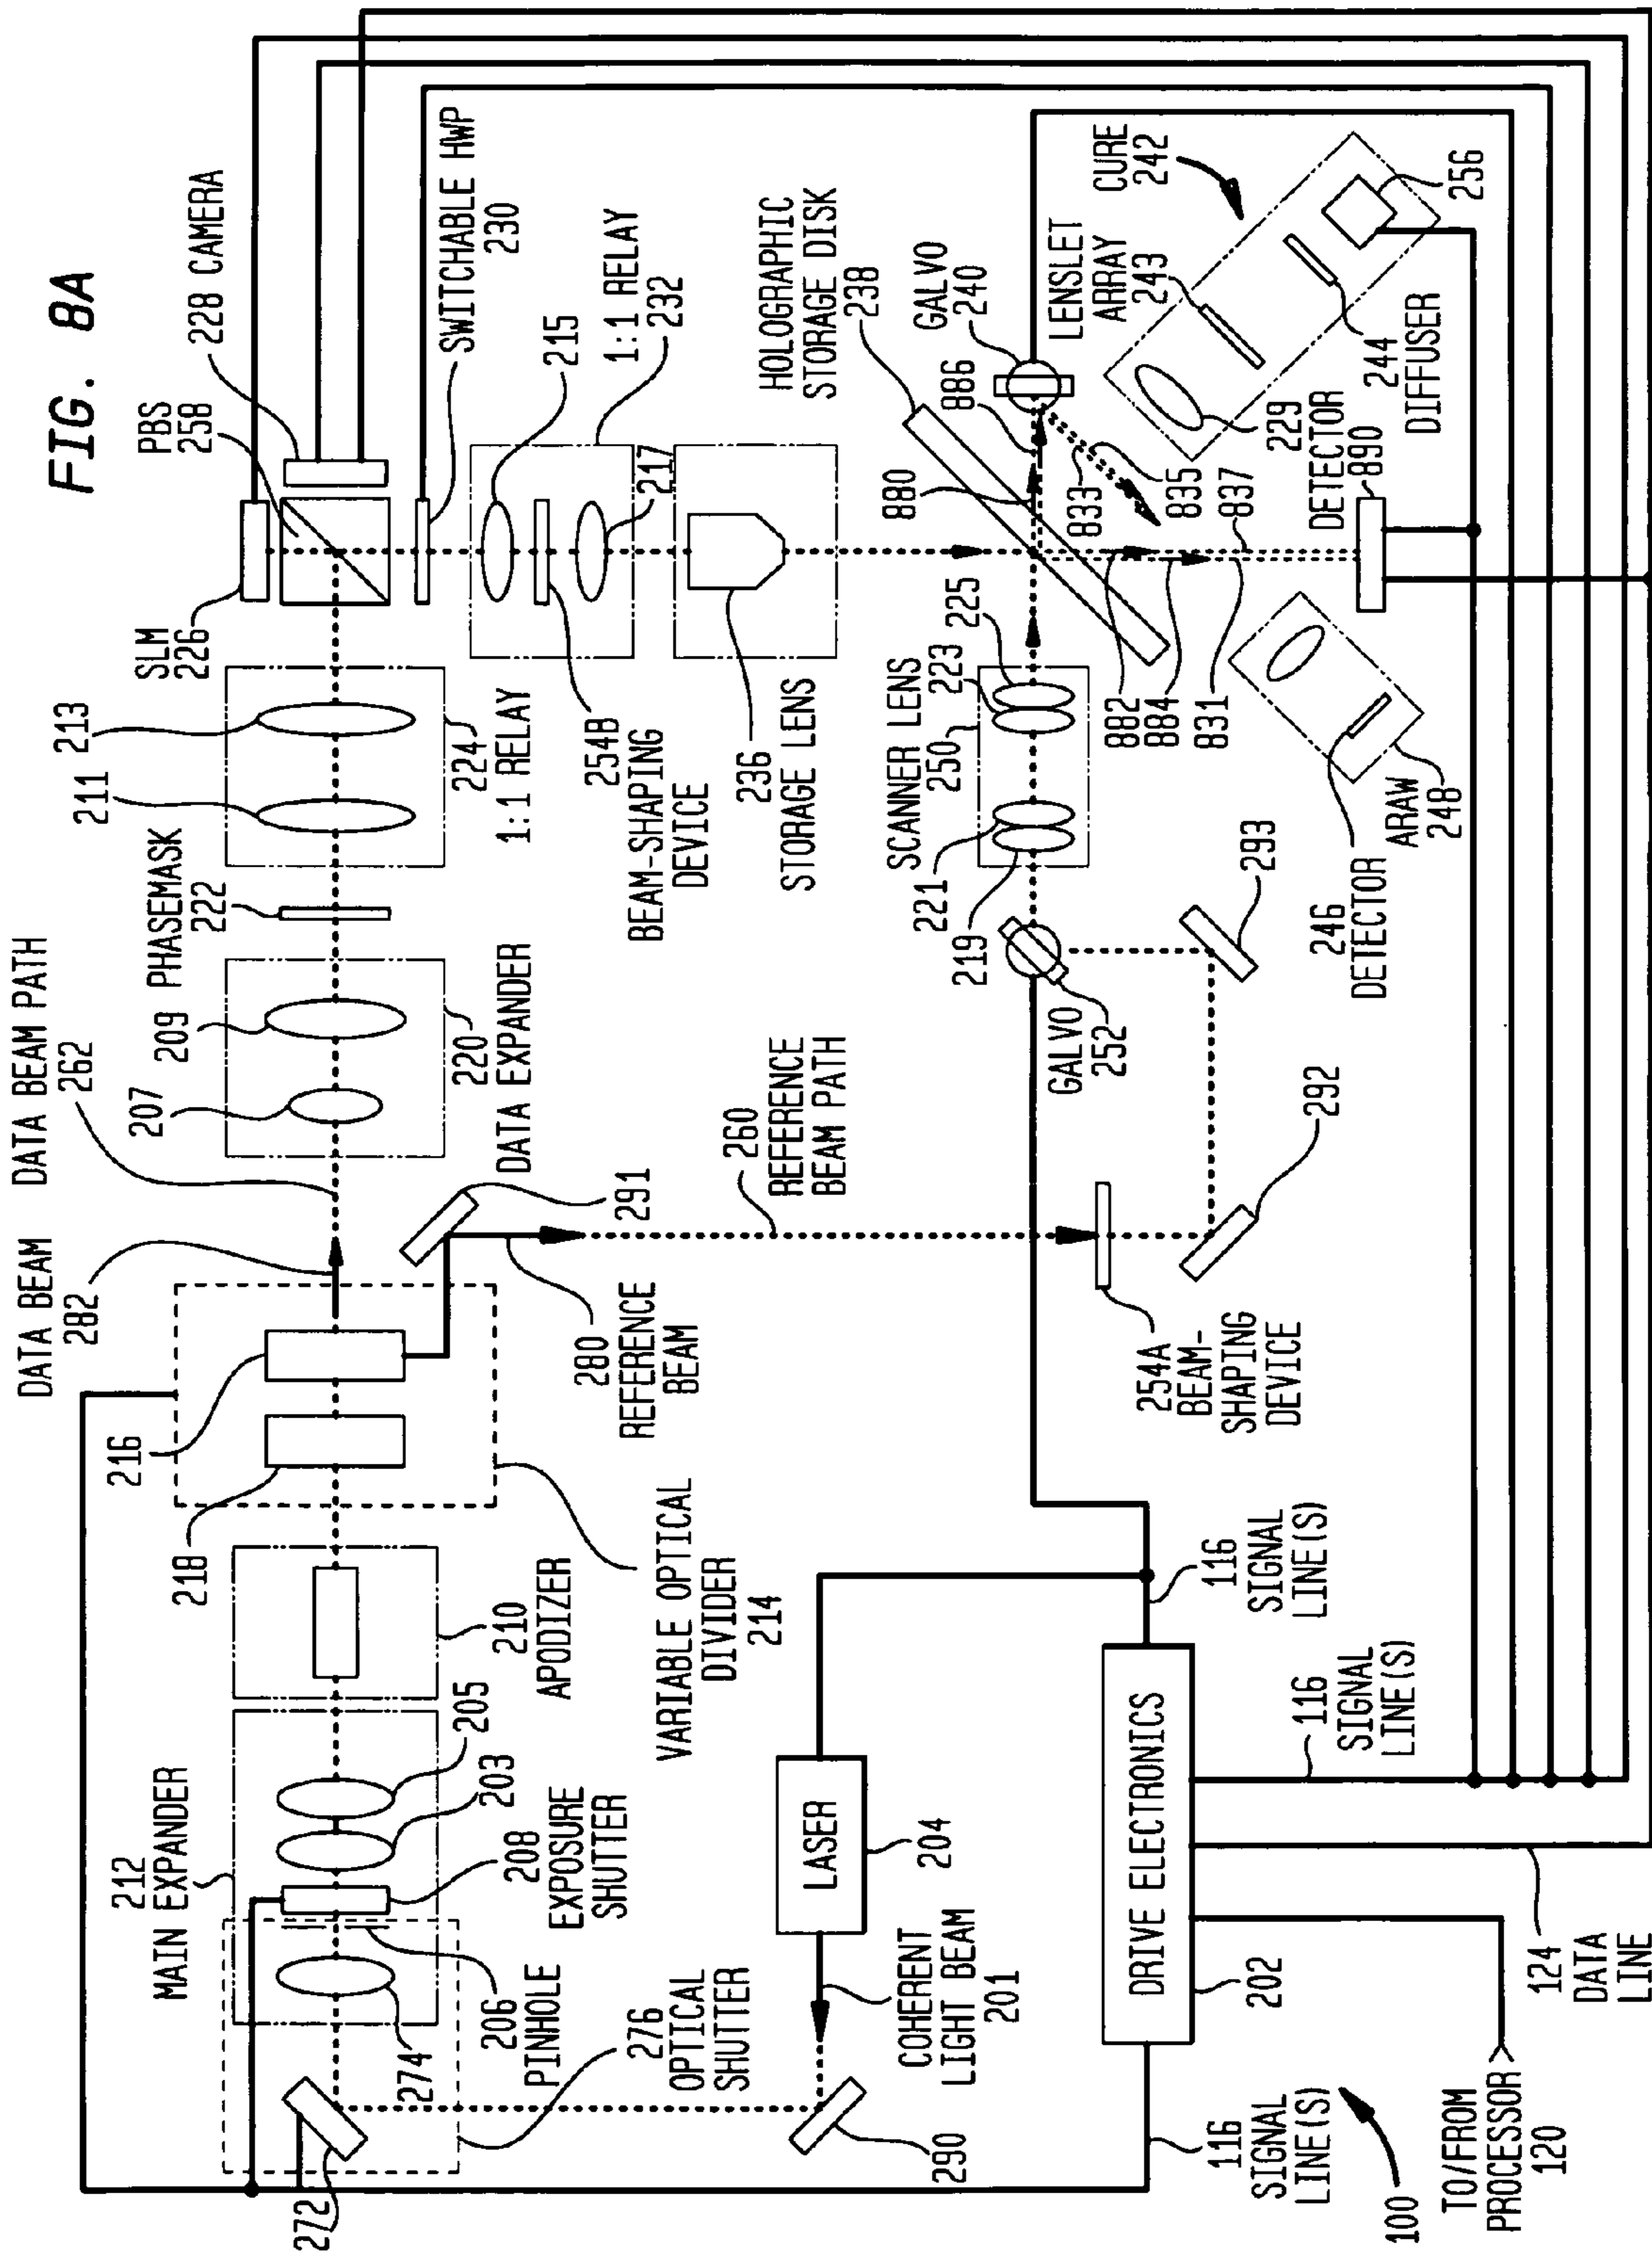 FIG. 8A
DATA BEAM
282
DATA BEAM PATH
262
207
209
PHASEMASK
222
211
213
SLM
226
PBS
258
228 CAMERA
SWITCHABLE HWP
230
215
1:1 RELAY
232
217
224
1:1 RELAY
254B
BEAM-SHAPING
DEVICE
236
STORAGE LENS
220
DATA EXPANDER
291
280
REFERENCE
BEAM
260
REFERENCE
BEAM PATH
216
218
212
MAIN EXPANDER
210
APODIZER
VARIABLE OPTICAL
DIVIDER
214
205
203
208
EXPOSURE
SHUTTER
206
PINHOLE
274
272
276
OPTICAL
SHUTTER
LASER
204
COHERENT
LIGHT BEAM
201
290
HOLOGRAPHIC
STORAGE DISK
238
GALVO
240
886
880
833
835
837
882
884
831
SCANNER LENS
250
223
225
221
219
GALVO
252
293
292
254A
BEAM-
SHAPING
DEVICE
LENSLET
ARRAY
243
CURE
242
256
244
DIFFUSER
229
DETECTOR
890
246
DETECTOR
ARAW
248
116
SIGNAL
LINE(S)
DRIVE ELECTRONICS
202
116
SIGNAL
LINE(S)
116
SIGNAL
LINE(S)
124
DATA
LINE
TO/FROM
PROCESSOR
120
100